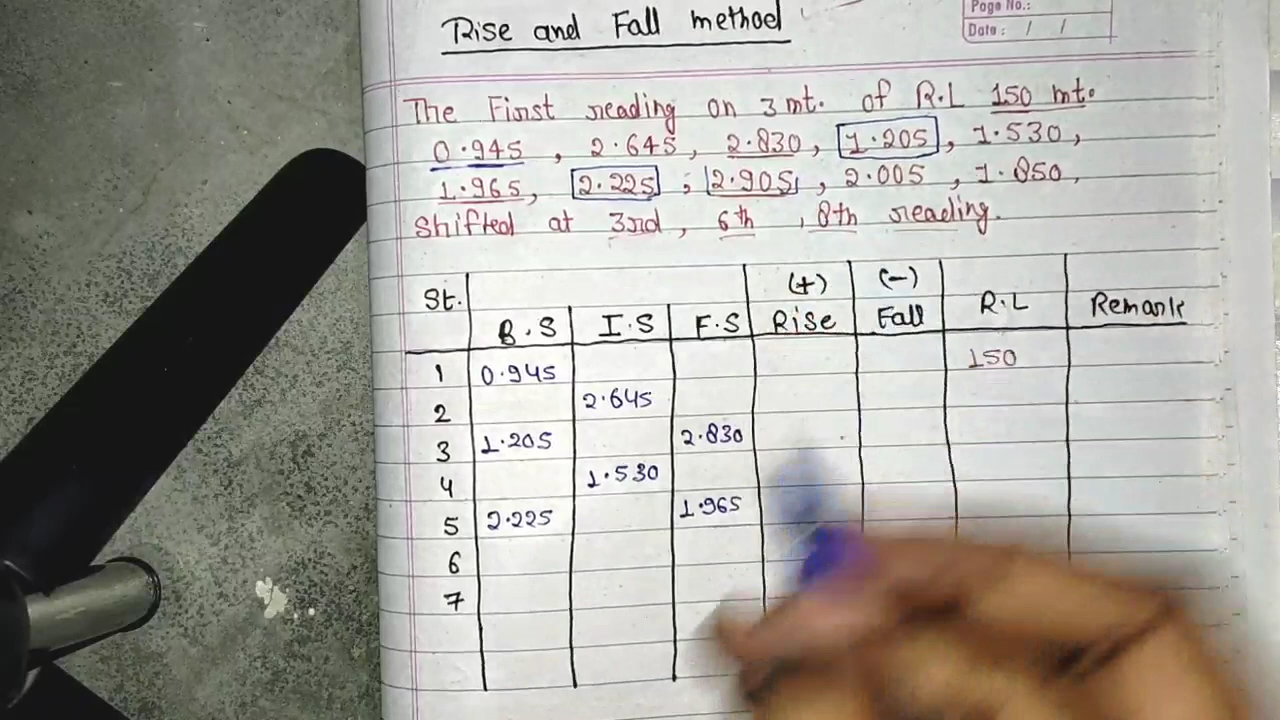 Page No.:
Date: / /
Rise and Fall method
The First reading on 3 mt. of R.L 150 mt.
0.945, 2.645, 2.830, 1.205, 1.530,
1.965, 2.225, 2.905, 2.005, 1.850,
shifted at 3rd, 6th, 8th reading.
St. B.S I.S F.S (+) Rise (-) Fall R.L Remark
1 0.945 150
2 2.645
3 1.205 2.830
4 1.530
5 2.225 1.965
6
7